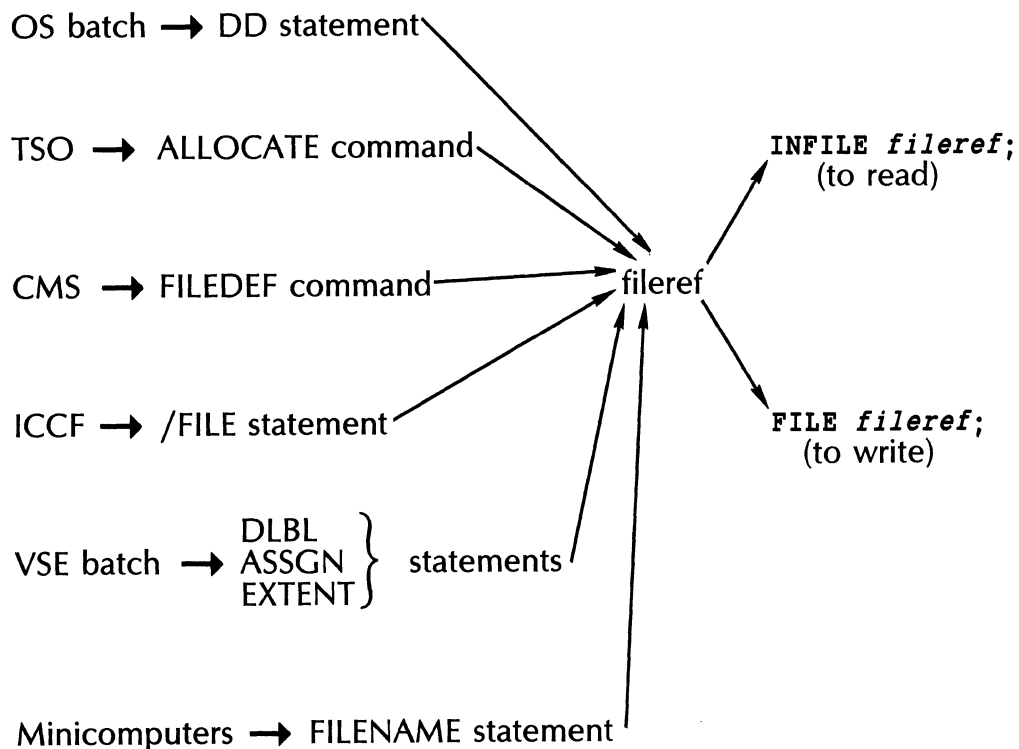 OS batch → DD statement
TSO → ALLOCATE command
INFILE fileref;
(to read)
CMS → FILEDEF command
fileref
ICCF → /FILE statement
FILE fileref;
(to write)
VSE batch → DLBL
ASSGN
EXTENT
statements
Minicomputers → FILENAME statement